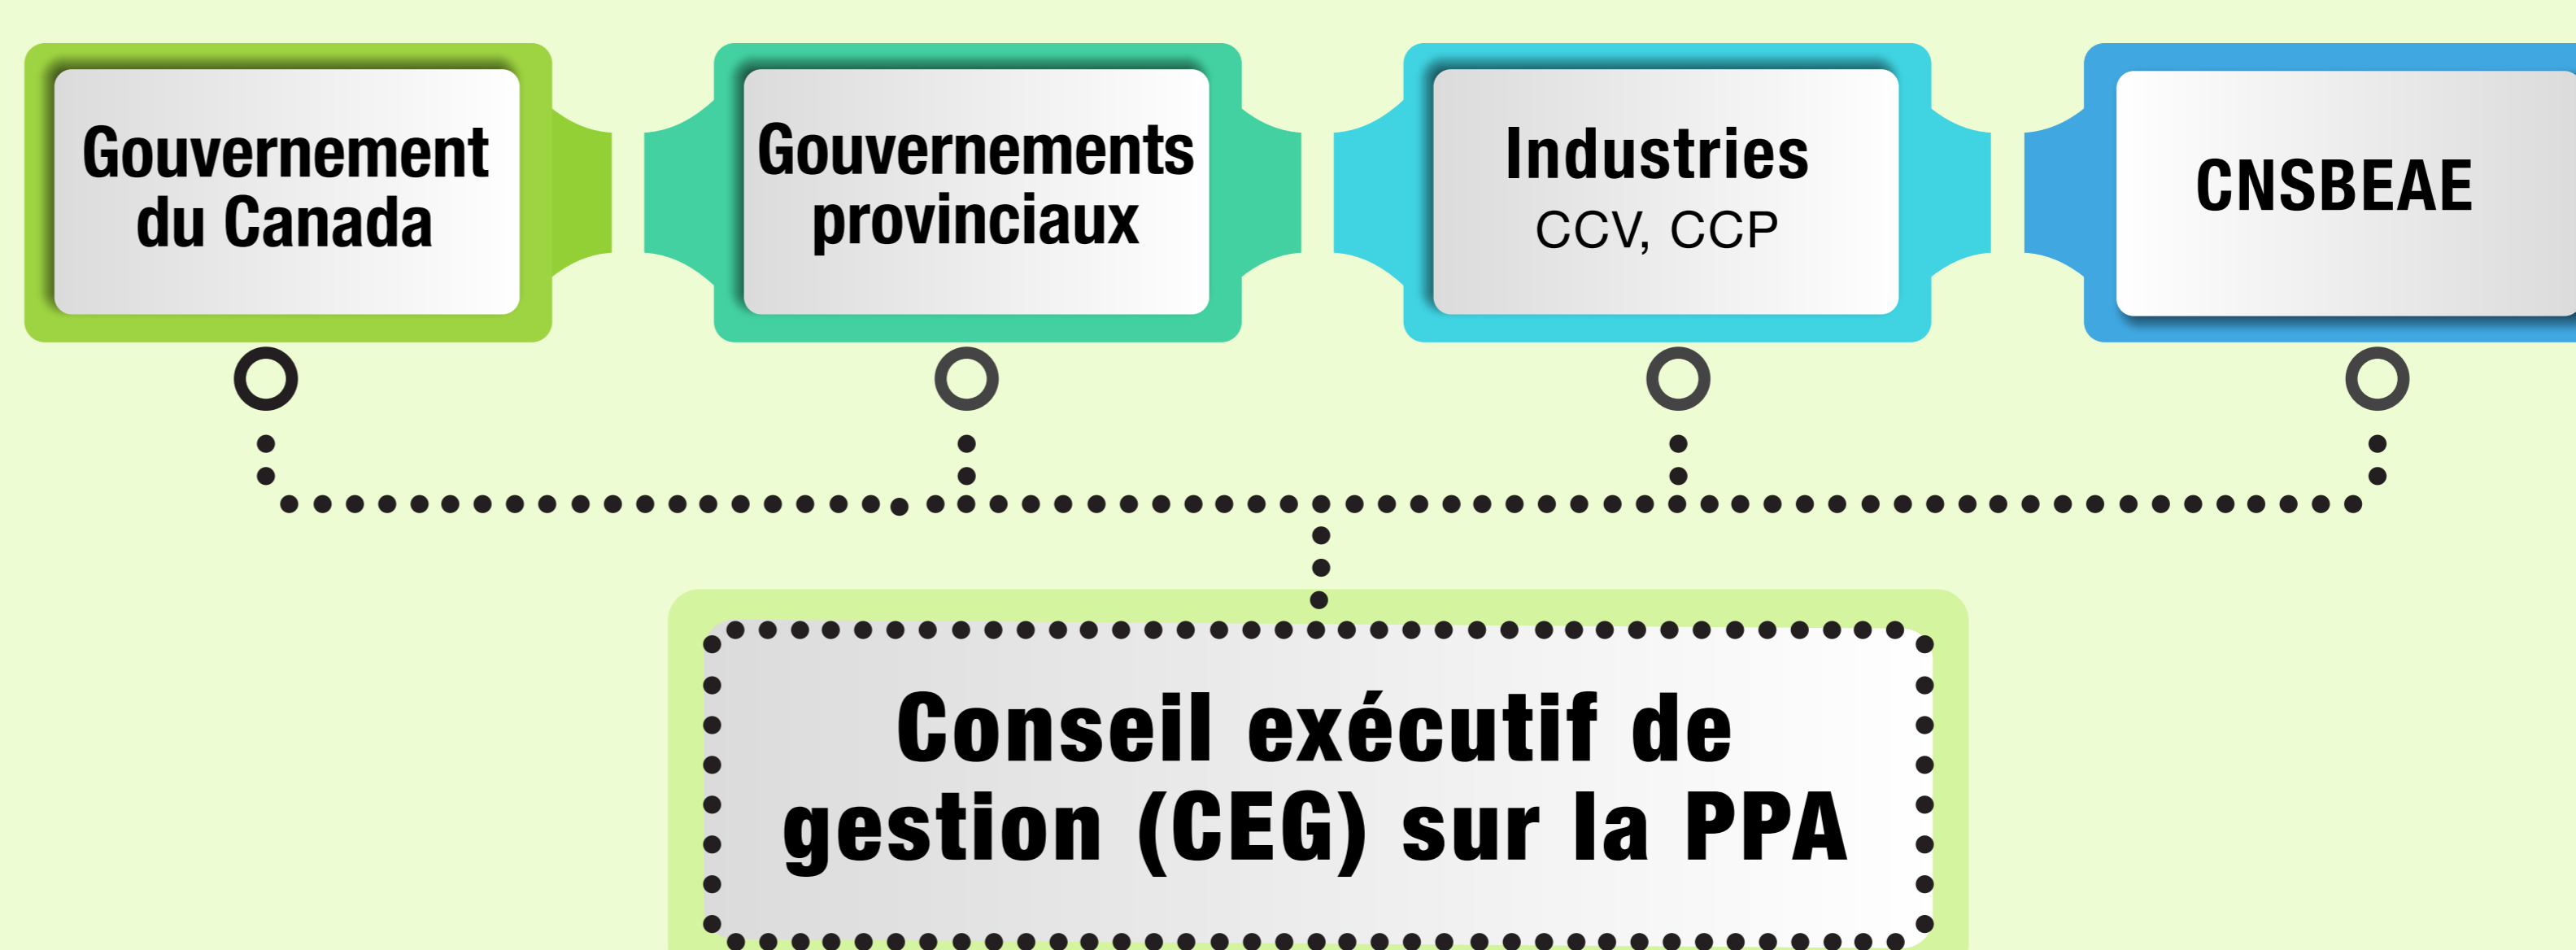 Gouvernement
du Canada
Gouvernements
provinciaux
Industries
CCV, CCP
CNSBEAE
Conseil exécutif de
gestion (CEG) sur la PPA